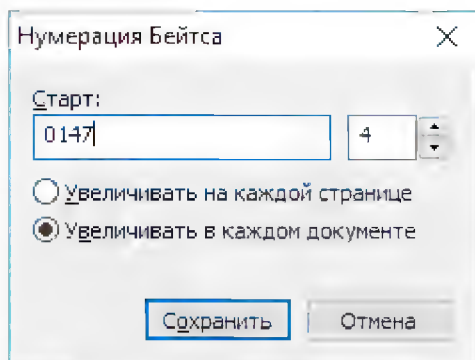 Нумерация Бейтса
Старт:
0147 4
Увеличивать на каждой странице
Увеличивать в каждом документе
Сохранить Отмена